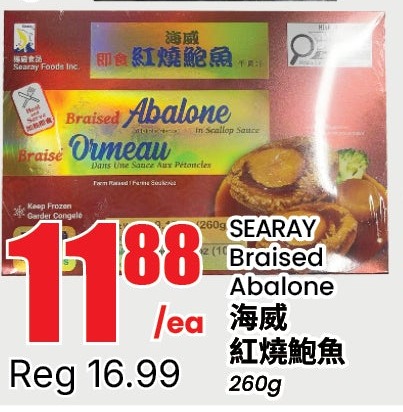 海威食品
Searay Foods Inc.
海威
即食 紅燒鮑魚
Heat & Serve
Braised Abalone
In Scallop Sauce
Braisé Ormeau
Dans Une Sauce Aux Pétoncles
Farm Raised
Keep Frozen
Garder Congelé
11.88
/ea
Reg 16.99
SEARAY
Braised
Abalone
海威
紅燒鮑魚
260g